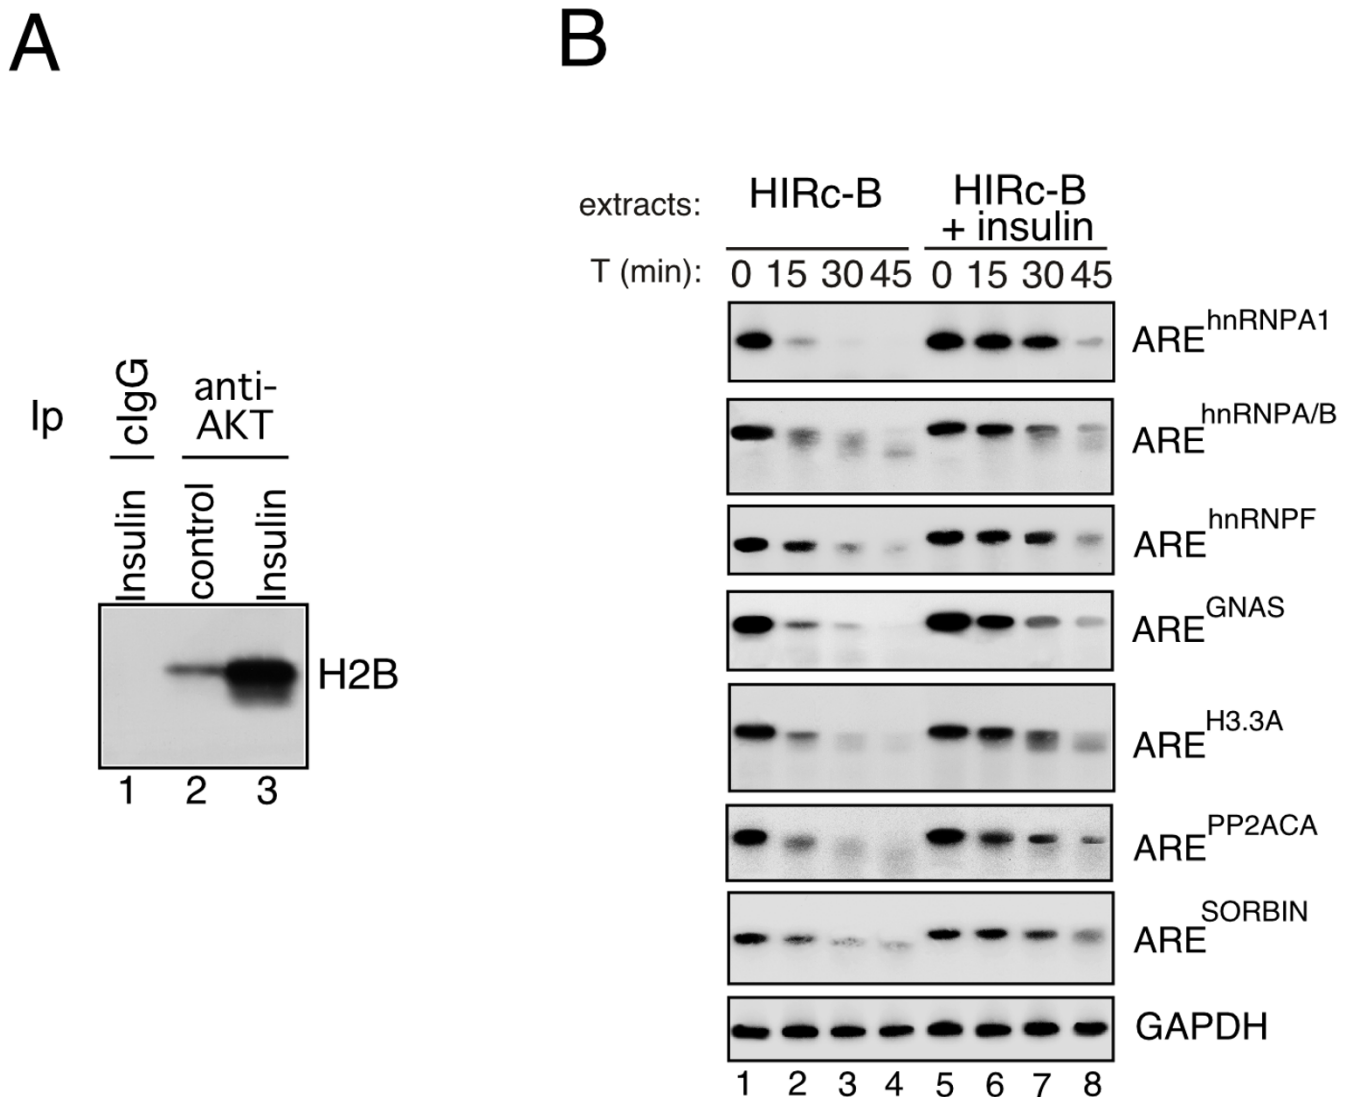 A
Ip
cIgG
anti-
AKT
Insulin
control
Insulin
H2B
1 2 3
B
extracts:
HIRc-B
HIRc-B
+ insulin
T (min):
0 15 30 45 0 15 30 45
ARE hnRNPA1
ARE hnRNPA/B
ARE hnRNPF
ARE GNAS
ARE H3.3A
ARE PP2ACA
ARE SORBIN
GAPDH
1 2 3 4 5 6 7 8